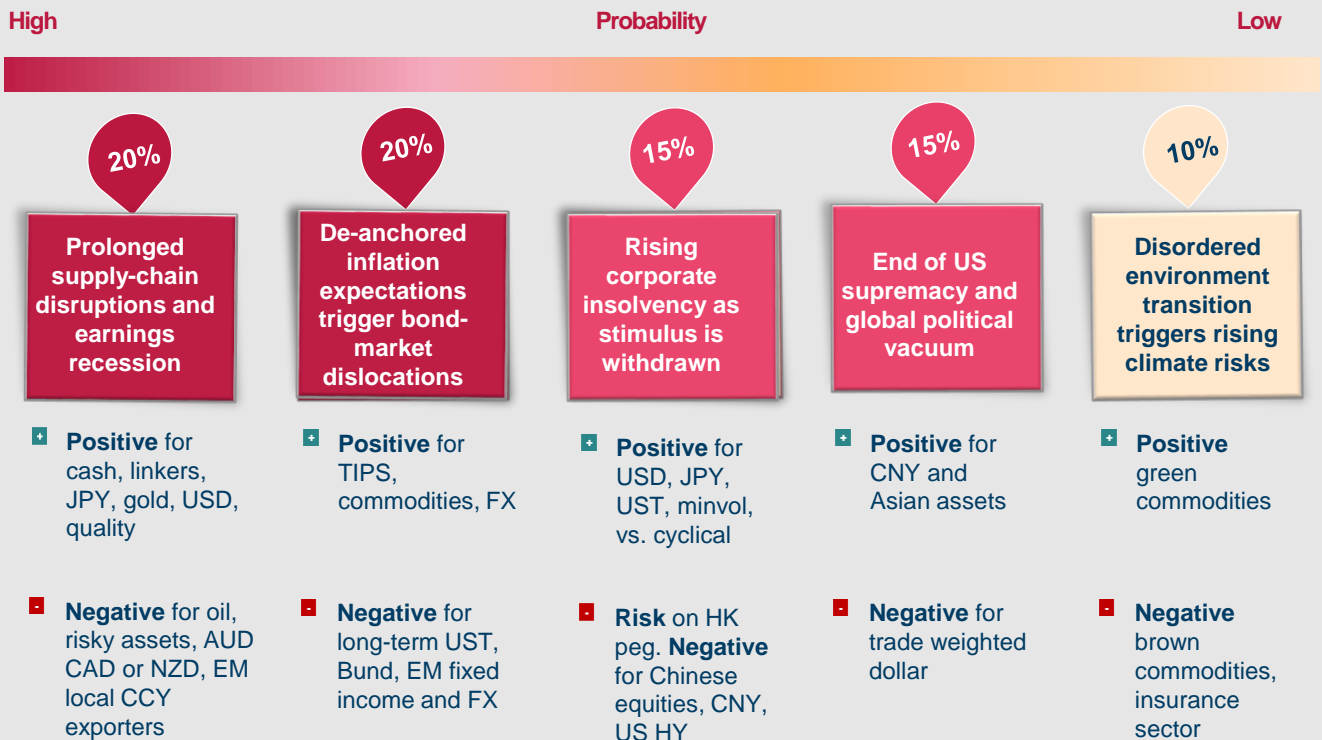 High
Probability
Low
20%
20%
15%
15%
10%
Prolonged
supply-chain
disruptions and
earnings
recession
De-anchored
inflation
expectations
trigger bond-
market
dislocations
Rising
corporate
insolvency as
stimulus is
withdrawn
End of US
supremacy and
global political
vacuum
Disordered
environment
transition
triggers rising
climate risks
+ Positive for
cash, linkers,
JPY, gold, USD,
quality
+ Positive for
TIPS,
commodities, FX
+ Positive for
USD, JPY,
UST, minvol,
vs. cyclical
+ Positive for
CNY and
Asian assets
+ Positive
green
commodities
- Negative for oil,
risky assets, AUD
CAD or NZD, EM
local CCY
exporters
- Negative for
long-term UST,
Bund, EM fixed
income and FX
- Risk on HK
peg. Negative
for Chinese
equities, CNY,
US HY
- Negative for
trade weighted
dollar
- Negative
brown
commodities,
insurance
sector